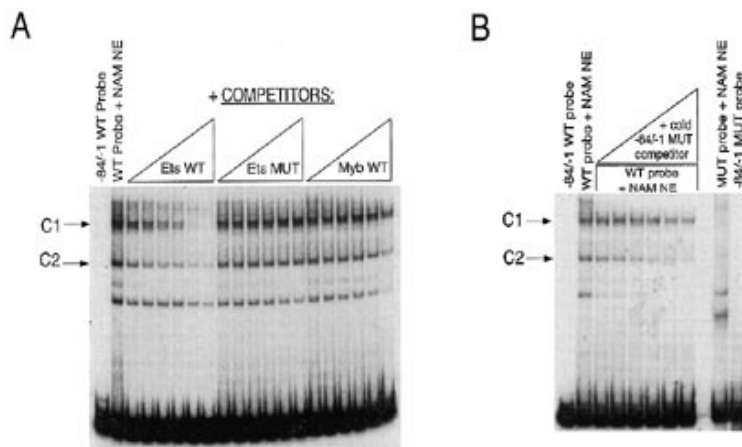 A
-84/-1 WT Probe
WT Probe + NAM NE
+ COMPETITORS:
Ets WT
Ets MUT
Myb WT
C1
C2
B
-84/-1 WT probe
WT probe + NAM NE
+ cold
-84/-1 MUT
competitor
WT probe
+ NAM NE
MUT probe + NAM NE
-84/-1 MUT probe
C1
C2